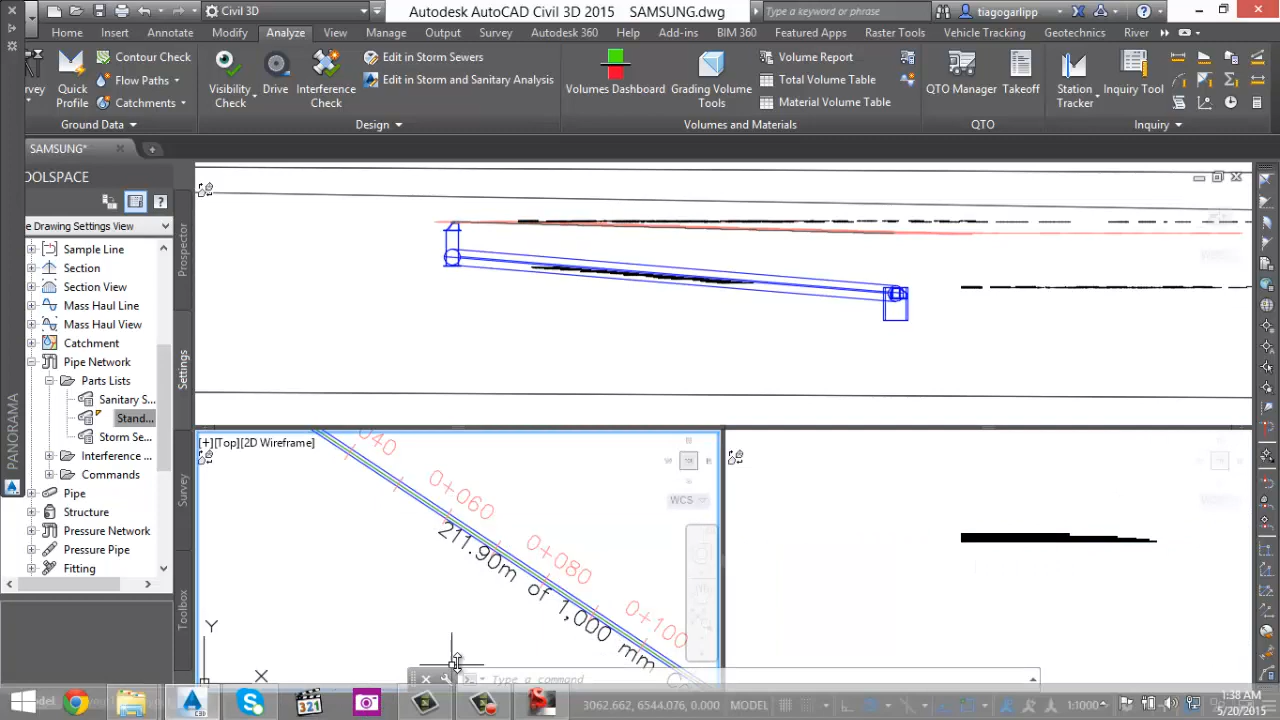 Civil 3D
Autodesk AutoCAD Civil 3D 2015 SAMSUNG.dwg
Type a keyword or phrase
tiagogarlipp
Home Insert Annotate Modify Analyze View Manage Output Survey Autodesk 360 Help Add-ins BIM 360 Featured Apps Raster Tools Vehicle Tracking Geotechnics River
Contour Check
Flow Paths
Catchments
Quick Profile
Ground Data
Visibility Check
Drive
Interference Check
Edit in Storm Sewers
Edit in Storm and Sanitary Analysis
Design
Volumes Dashboard
Grading Volume Tools
Volume Report
Total Volume Table
Material Volume Table
Volumes and Materials
QTO Manager
Takeoff
QTO
Station Tracker
Inquiry Tool
Inquiry
SAMSUNG*
OOLSPACE
e Drawing Settings View
Sample Line
Section
Section View
Mass Haul Line
Mass Haul View
Catchment
Pipe Network
Parts Lists
Sanitary S...
Stand...
Storm Se...
Interference ...
Commands
Pipe
Structure
Pressure Network
Pressure Pipe
Fitting
Prospector
Settings
Survey
Toolbox
PANORAMA
[+][Top][2D Wireframe]
WCS
040
0+060
0+080
0+100
211.90m of 1,000 mm
Y
X
Type a command
3062.662, 6544.076, 0.000 MODEL
1:1000
1:38 AM
5/20/2015